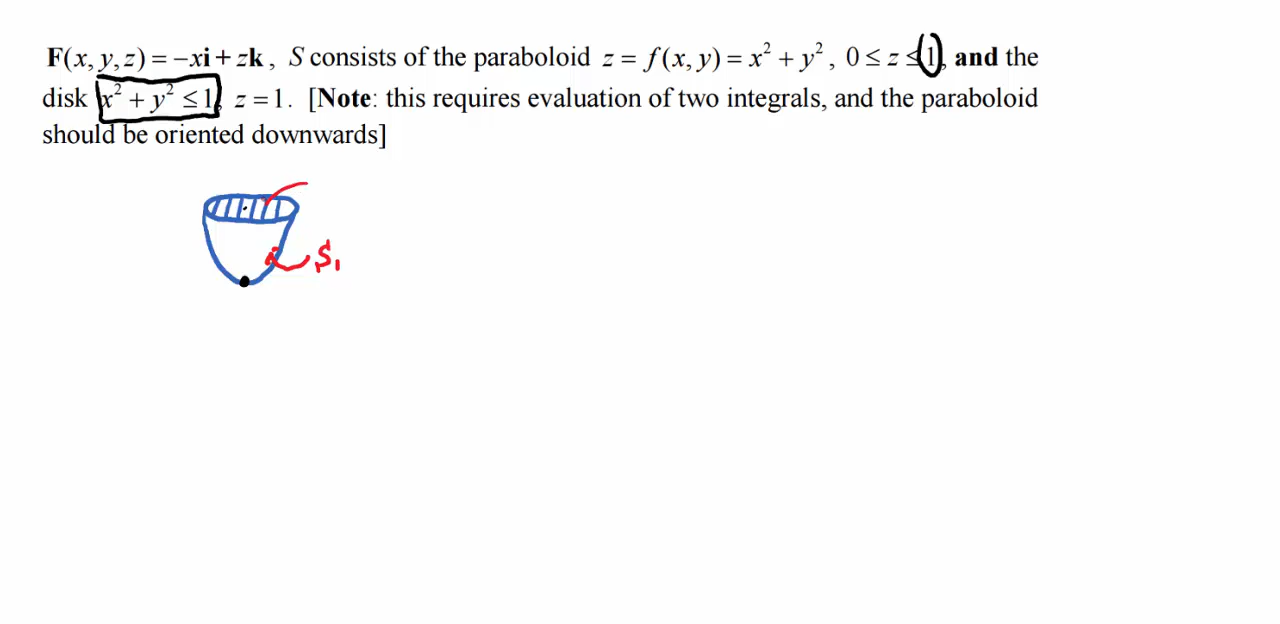 F(x, y, z) = −xi + zk, S consists of the paraboloid z = f(x, y) = x² + y², 0 ≤ z ≤ 1, and the
disk x² + y² ≤ 1, z = 1. [Note: this requires evaluation of two integrals, and the paraboloid
should be oriented downwards]
S₁